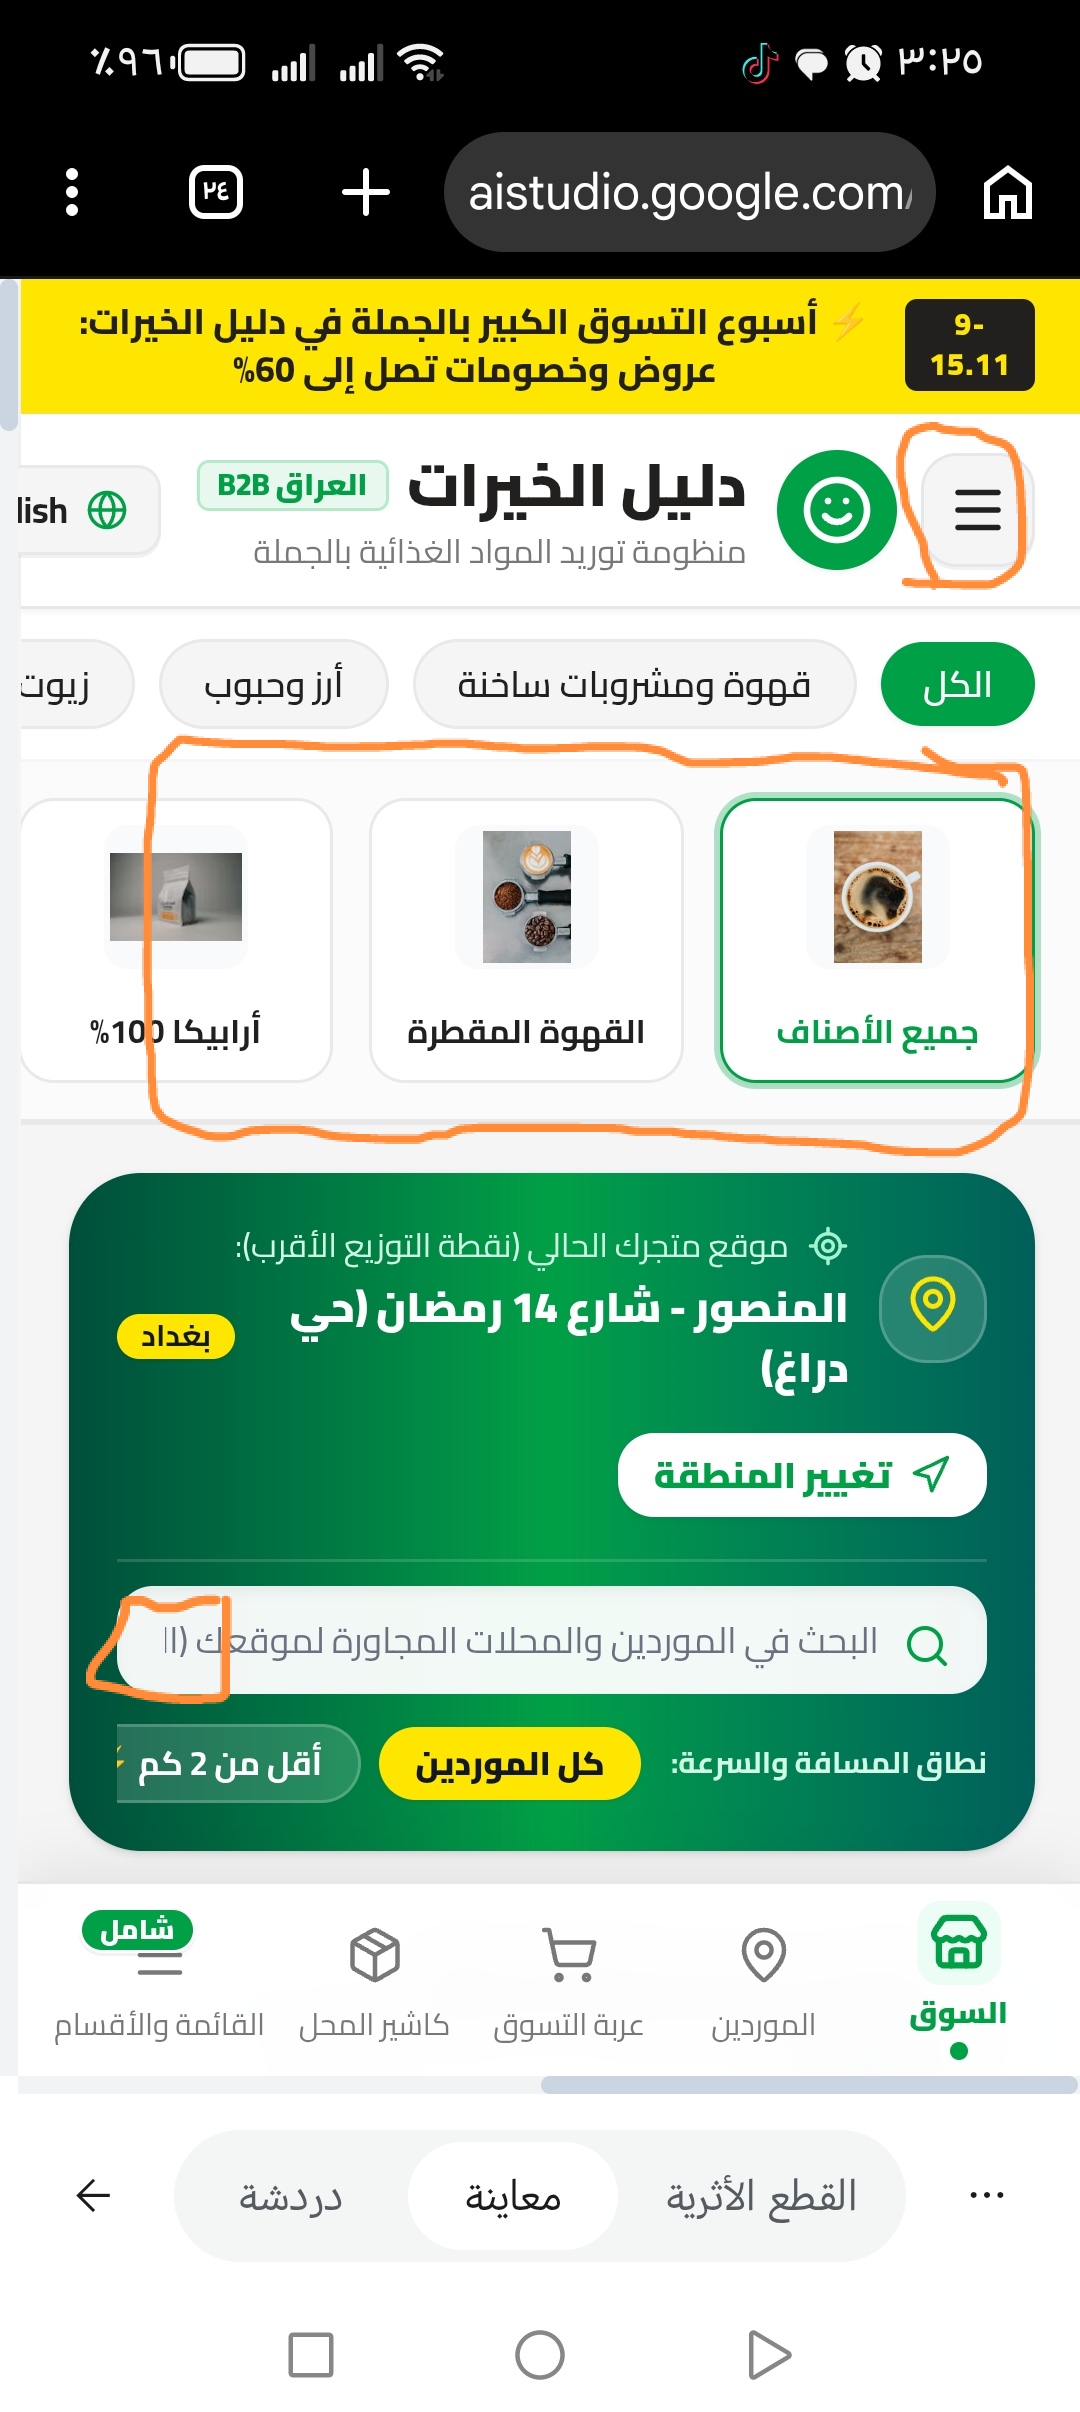 ٪٩٦
٣:٢٥
٢٤
aistudio.google.com/
⚡ أسبوع التسوق الكبير بالجملة في دليل الخيرات:
عروض وخصومات تصل إلى 60%
9-
15.11
دليل الخيرات
العراق B2B
منظومة توريد المواد الغذائية بالجملة
lish
الكل
قهوة ومشروبات ساخنة
أرز وحبوب
زيوت
جميع الأصناف
القهوة المقطرة
أرابيكا 100%
موقع متجرك الحالي (نقطة التوزيع الأقرب):
المنصور - شارع 14 رمضان (حي
دراغ)
بغداد
تغيير المنطقة
البحث في الموردين والمحلات المجاورة لموقعك (ال
نطاق المسافة والسرعة:
كل الموردين
أقل من 2 كم ⚡
السوق
الموردين
عربة التسوق
كاشير المحل
شامل
القائمة والأقسام
القطع الأثرية
معاينة
دردشة